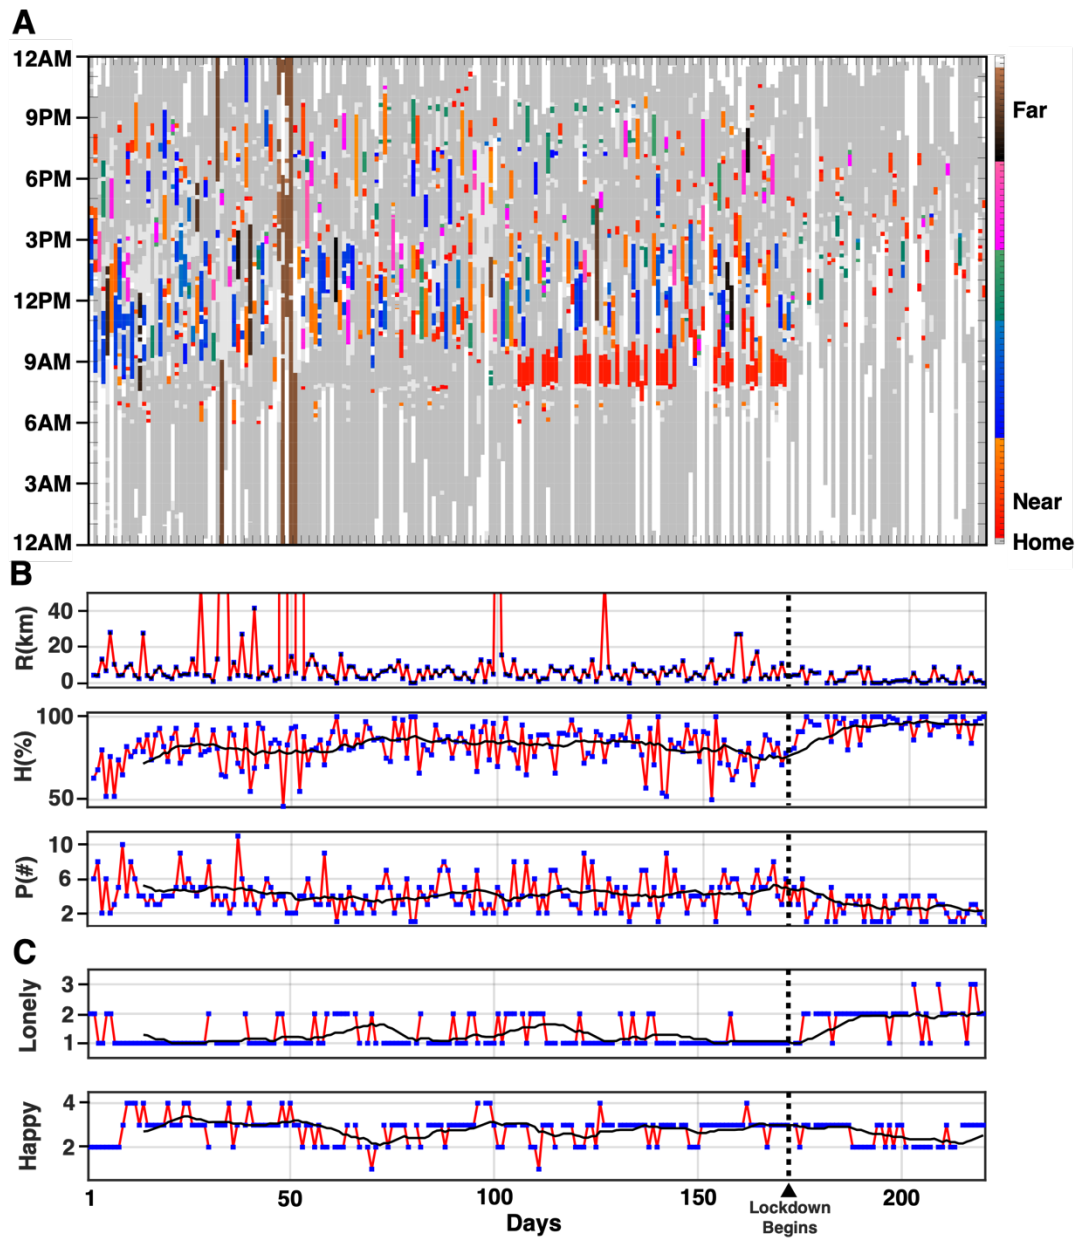 A
12AM
9PM
6PM
3PM
12PM
9AM
6AM
3AM
12AM
Far
Near
Home
B
R(km)
40
20
0
H(%)
100
50
P(#)
10
6
2
C
Lonely
3
2
1
Happy
4
2
1 50 100 150 200
Lockdown
Begins
Days